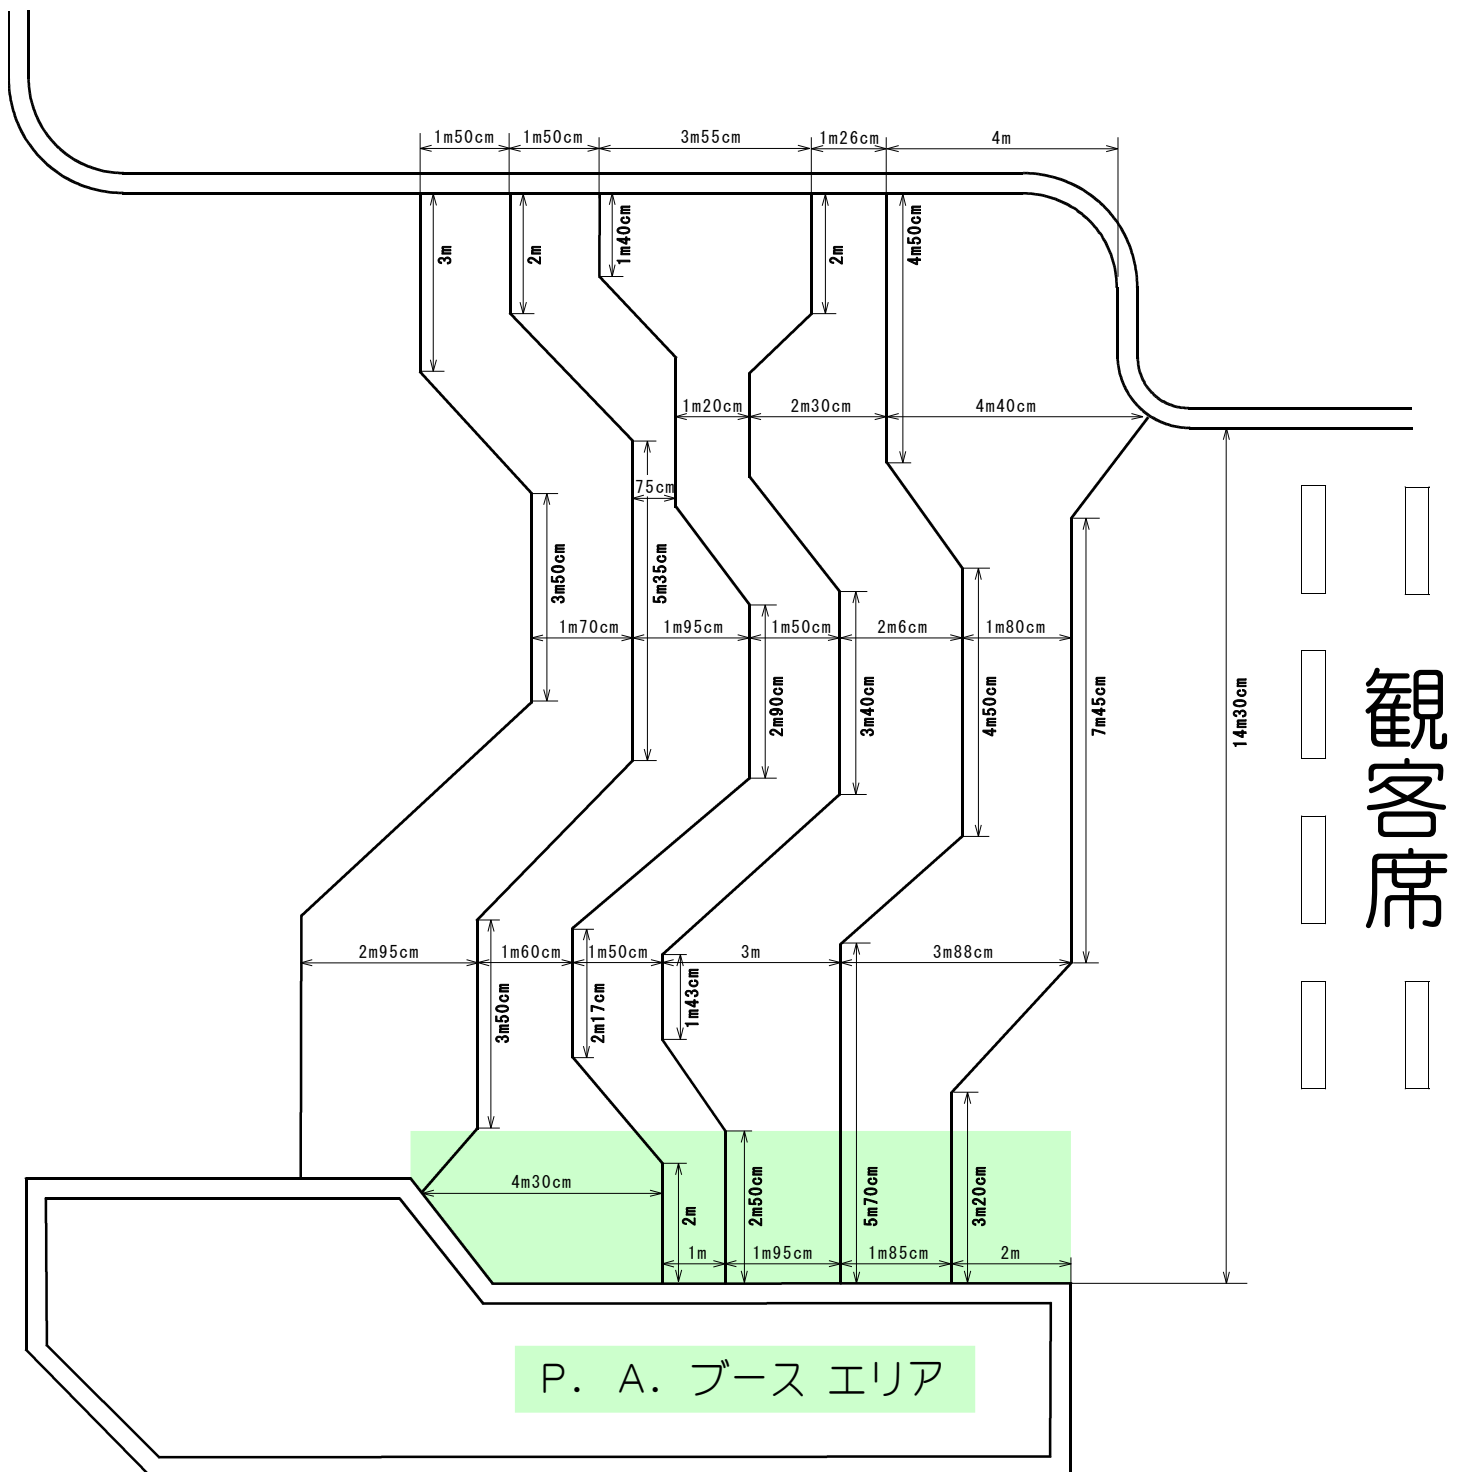 1m50cm
1m50cm
3m55cm
1m26cm
4m
3m
2m
1m40cm
2m
4m50cm
1m20cm
2m30cm
4m40cm
75cm
3m50cm
5m35cm
1m70cm
1m95cm
1m50cm
2m6cm
1m80cm
2m90cm
3m40cm
4m50cm
7m45cm
14m30cm
観客席
2m95cm
1m60cm
1m50cm
3m
3m88cm
3m50cm
2m17cm
1m43cm
4m30cm
2m
2m50cm
5m70cm
3m20cm
1m
1m95cm
1m85cm
2m
P. A. ブース エリア